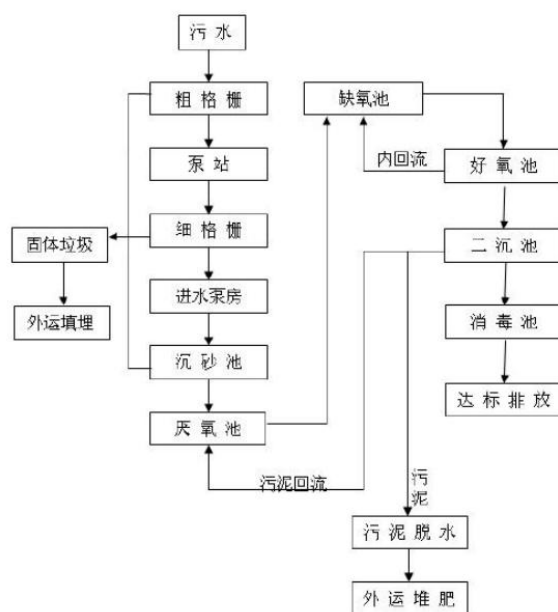 污水
粗格栅
缺氧池
泵站
内回流
好氧池
固体垃圾
细格栅
二沉池
外运填埋
进水泵房
消毒池
沉砂池
达标排放
厌氧池
污泥回流
污泥
污泥脱水
外运堆肥